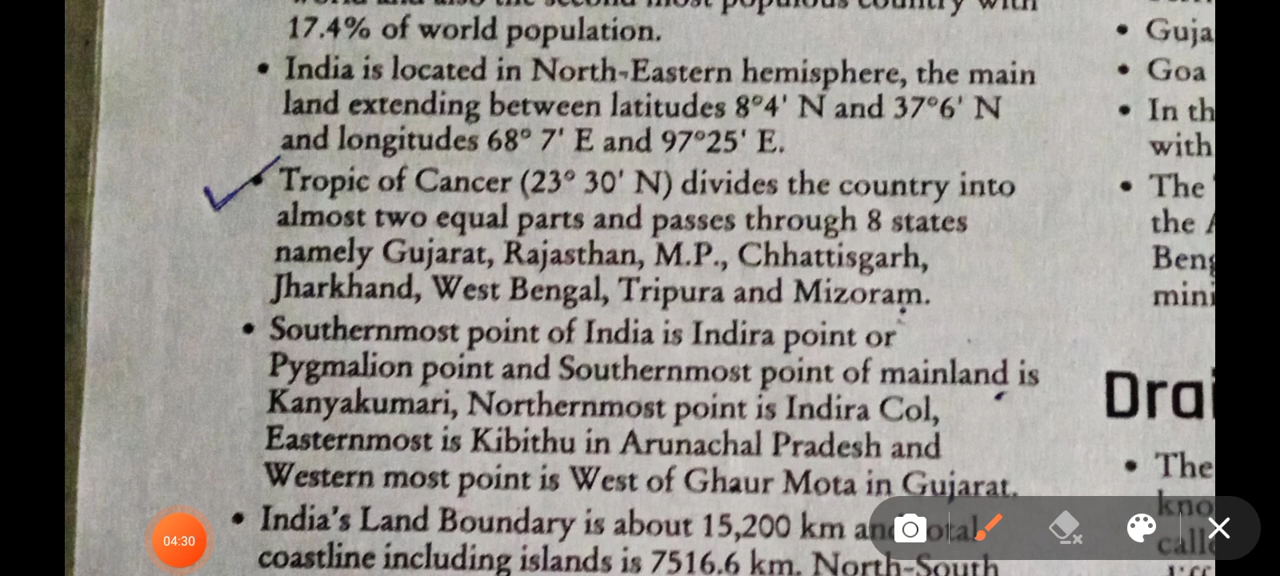 17.4% of world population.
• India is located in North-Eastern hemisphere, the main
land extending between latitudes 8°4' N and 37°6' N
and longitudes 68° 7' E and 97°25' E.
• Tropic of Cancer (23° 30' N) divides the country into
almost two equal parts and passes through 8 states
namely Gujarat, Rajasthan, M.P., Chhattisgarh,
Jharkhand, West Bengal, Tripura and Mizoram.
• Southernmost point of India is Indira point or
Pygmalion point and Southernmost point of mainland is
Kanyakumari, Northernmost point is Indira Col,
Easternmost is Kibithu in Arunachal Pradesh and
Western most point is West of Ghaur Mota in Gujarat.
• India's Land Boundary is about 15,200 km and total
coastline including islands is 7516.6 km. North-South
• Guja
• Goa
• In th
with
• The
the
Beng
mini
Drai
• The
kno
calle
04:30